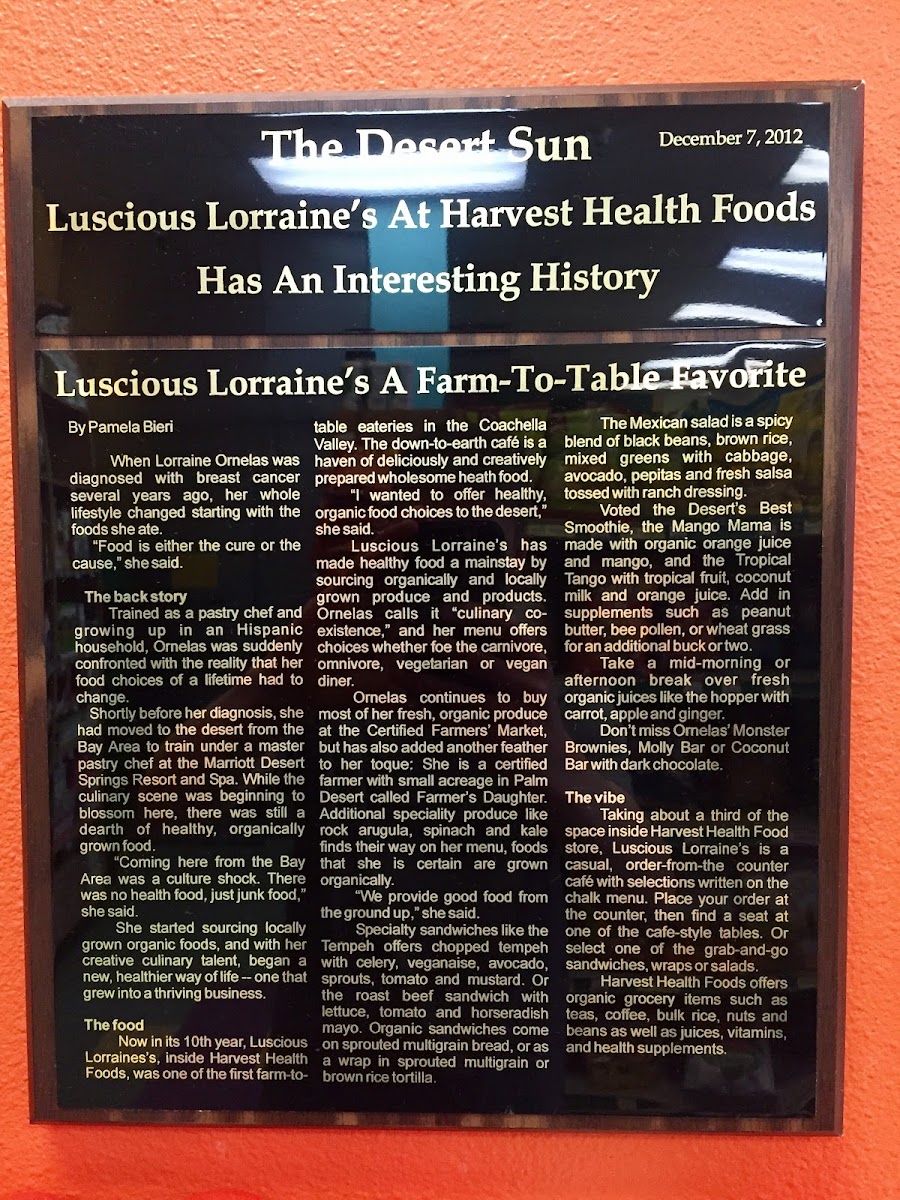 The Desert Sun
December 7, 2012
Luscious Lorraine's At Harvest Health Foods
Has An Interesting History
Luscious Lorraine's A Farm-To-Table Favorite
By Pamela Bieri
When Lorraine Ornelas was
diagnosed with breast cancer
several years ago, her whole
lifestyle changed starting with the
foods she ate.
"Food is either the cure or the
cause," she said.
The back story
Trained as a pastry chef and
growing up in an Hispanic
household, Ornelas was suddenly
confronted with the reality that her
food choices of a lifetime had to
change.
Shortly before her diagnosis, she
had moved to the desert from the
Bay Area to train under a master
pastry chef at the Marriott Desert
Springs Resort and Spa. While the
culinary scene was beginning to
blossom here, there was still a
dearth of healthy, organically
grown food.
"Coming here from the Bay
Area was a culture shock. There
was no health food, just junk food,"
she said.
She started sourcing locally
grown organic foods, and with her
creative culinary talent, began a
new, healthier way of life -- one that
grew into a thriving business.
The food
Now in its 10th year, Luscious
Lorraines's, inside Harvest Health
Foods, was one of the first farm-to-
table eateries in the Coachella
Valley. The down-to-earth café is a
haven of deliciously and creatively
prepared wholesome heath food.
"I wanted to offer healthy,
organic food choices to the desert,"
she said.
Luscious Lorraine's has
made healthy food a mainstay by
sourcing organically and locally
grown produce and products.
Ornelas calls it "culinary co-
existence," and her menu offers
choices whether foe the carnivore,
omnivore, vegetarian or vegan
diner.
Ornelas continues to buy
most of her fresh, organic produce
at the Certified Farmers' Market,
but has also added another feather
to her toque: She is a certified
farmer with small acreage in Palm
Desert called Farmer's Daughter.
Additional speciality produce like
rock arugula, spinach and kale
finds their way on her menu, foods
that she is certain are grown
organically.
"We provide good food from
the ground up," she said.
Specialty sandwiches like the
Tempeh offers chopped tempeh
with celery, veganaise, avocado,
sprouts, tomato and mustard. Or
the roast beef sandwich with
lettuce, tomato and horseradish
mayo. Organic sandwiches come
on sprouted multigrain bread, or as
a wrap in sprouted multigrain or
brown rice tortilla.
The Mexican salad is a spicy
blend of black beans, brown rice,
mixed greens with cabbage,
avocado, pepitas and fresh salsa
tossed with ranch dressing.
Voted the Desert's Best
Smoothie, the Mango Mama is
made with organic orange juice
and mango, and the Tropical
Tango with tropical fruit, coconut
milk and orange juice. Add in
supplements such as peanut
butter, bee pollen, or wheat grass
for an additional buck or two.
Take a mid-morning or
afternoon break over fresh
organic juices like the hopper with
carrot, apple and ginger.
Don't miss Ornelas' Monster
Brownies, Molly Bar or Coconut
Bar with dark chocolate.
The vibe
Taking about a third of the
space inside Harvest Health Food
store, Luscious Lorraine's is a
casual, order-from-the counter
café with selections written on the
chalk menu. Place your order at
the counter, then find a seat at
one of the cafe-style tables. Or
select one of the grab-and-go
sandwiches, wraps or salads.
Harvest Health Foods offers
organic grocery items such as
teas, coffee, bulk rice, nuts and
beans as well as juices, vitamins,
and health supplements.